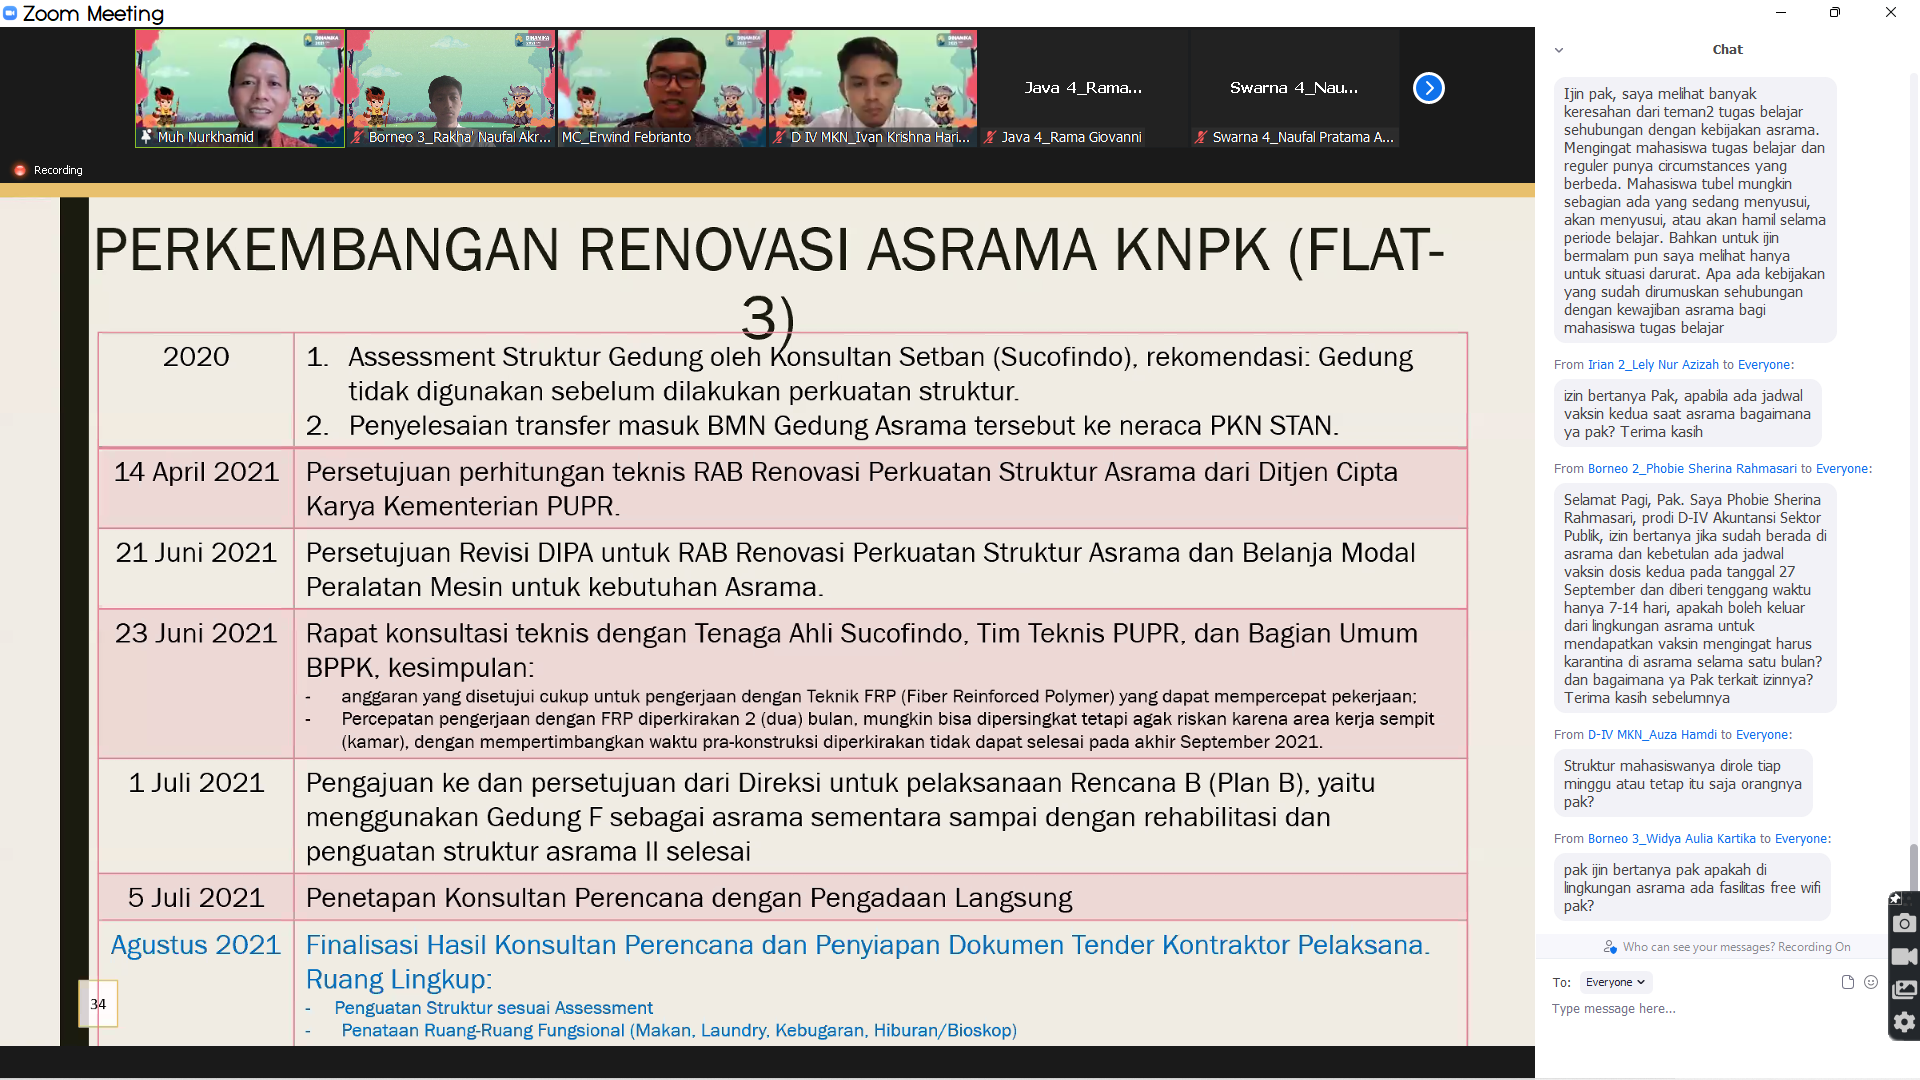 Zoom Meeting
DINAMIKA
DINAMIKA
DINAMIKA
DINAMIKA
Java 4_Rama...
Swarna 4_Nau...
Muh Nurkhamid
Borneo 3_Rakha' Naufal Akr...
MC_Erwind Febrianto
D IV MKN_Ivan Krishna Hari...
Java 4_Rama Giovanni
Swarna 4_Naufal Pratama A...
Recording
PERKEMBANGAN RENOVASI ASRAMA KNPK (FLAT-
3)
2020
1. Assessment Struktur Gedung oleh Konsultan Setban (Sucofindo), rekomendasi: Gedung
tidak digunakan sebelum dilakukan perkuatan struktur.
2. Penyelesaian transfer masuk BMN Gedung Asrama tersebut ke neraca PKN STAN.
14 April 2021
Persetujuan perhitungan teknis RAB Renovasi Perkuatan Struktur Asrama dari Ditjen Cipta
Karya Kementerian PUPR.
21 Juni 2021
Persetujuan Revisi DIPA untuk RAB Renovasi Perkuatan Struktur Asrama dan Belanja Modal
Peralatan Mesin untuk kebutuhan Asrama.
23 Juni 2021
Rapat konsultasi teknis dengan Tenaga Ahli Sucofindo, Tim Teknis PUPR, dan Bagian Umum
BPPK, kesimpulan:
- anggaran yang disetujui cukup untuk pengerjaan dengan Teknik FRP (Fiber Reinforced Polymer) yang dapat mempercepat pekerjaan;
- Percepatan pengerjaan dengan FRP diperkirakan 2 (dua) bulan, mungkin bisa dipersingkat tetapi agak riskan karena area kerja sempit
(kamar), dengan mempertimbangkan waktu pra-konstruksi diperkirakan tidak dapat selesai pada akhir September 2021.
1 Juli 2021
Pengajuan ke dan persetujuan dari Direksi untuk pelaksanaan Rencana B (Plan B), yaitu
menggunakan Gedung F sebagai asrama sementara sampai dengan rehabilitasi dan
penguatan struktur asrama II selesai
5 Juli 2021
Penetapan Konsultan Perencana dengan Pengadaan Langsung
Agustus 2021
Finalisasi Hasil Konsultan Perencana dan Penyiapan Dokumen Tender Kontraktor Pelaksana.
Ruang Lingkup:
- Penguatan Struktur sesuai Assessment
- Penataan Ruang-Ruang Fungsional (Makan, Laundry, Kebugaran, Hiburan/Bioskop)
34
Chat
Ijin pak, saya melihat banyak
keresahan dari teman2 tugas belajar
sehubungan dengan kebijakan asrama.
Mengingat mahasiswa tugas belajar dan
reguler punya circumstances yang
berbeda. Mahasiswa tubel mungkin
sebagian ada yang sedang menyusui,
akan menyusui, atau akan hamil selama
periode belajar. Bahkan untuk ijin
bermalam pun saya melihat hanya
untuk situasi darurat. Apa ada kebijakan
yang sudah dirumuskan sehubungan
dengan kewajiban asrama bagi
mahasiswa tugas belajar
From Irian 2_Lely Nur Azizah to Everyone:
izin bertanya Pak, apabila ada jadwal
vaksin kedua saat asrama bagaimana
ya pak? Terima kasih
From Borneo 2_Phobie Sherina Rahmasari to Everyone:
Selamat Pagi, Pak. Saya Phobie Sherina
Rahmasari, prodi D-IV Akuntansi Sektor
Publik, izin bertanya jika sudah berada di
asrama dan kebetulan ada jadwal
vaksin dosis kedua pada tanggal 27
September dan diberi tenggang waktu
hanya 7-14 hari, apakah boleh keluar
dari lingkungan asrama untuk
mendapatkan vaksin mengingat harus
karantina di asrama selama satu bulan?
dan bagaimana ya Pak terkait izinnya?
Terima kasih sebelumnya
From D-IV MKN_Auza Hamdi to Everyone:
Struktur mahasiswanya dirole tiap
minggu atau tetap itu saja orangnya
pak?
From Borneo 3_Widya Aulia Kartika to Everyone:
pak ijin bertanya pak apakah di
lingkungan asrama ada fasilitas free wifi
pak?
Who can see your messages? Recording On
To: Everyone
Type message here...